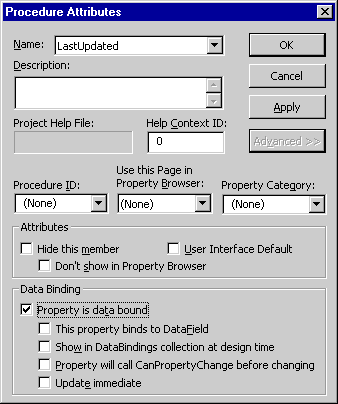 Procedure Attributes
Name:
LastUpdated
OK
Description:
Cancel
Apply
Project Help File:
Help Context ID:
0
Advanced >>
Procedure ID:
Use this Page in
Property Browser:
Property Category:
(None)
(None)
(None)
Attributes
Hide this member
User Interface Default
Don't show in Property Browser
Data Binding
Property is data bound
This property binds to DataField
Show in DataBindings collection at design time
Property will call CanPropertyChange before changing
Update immediate